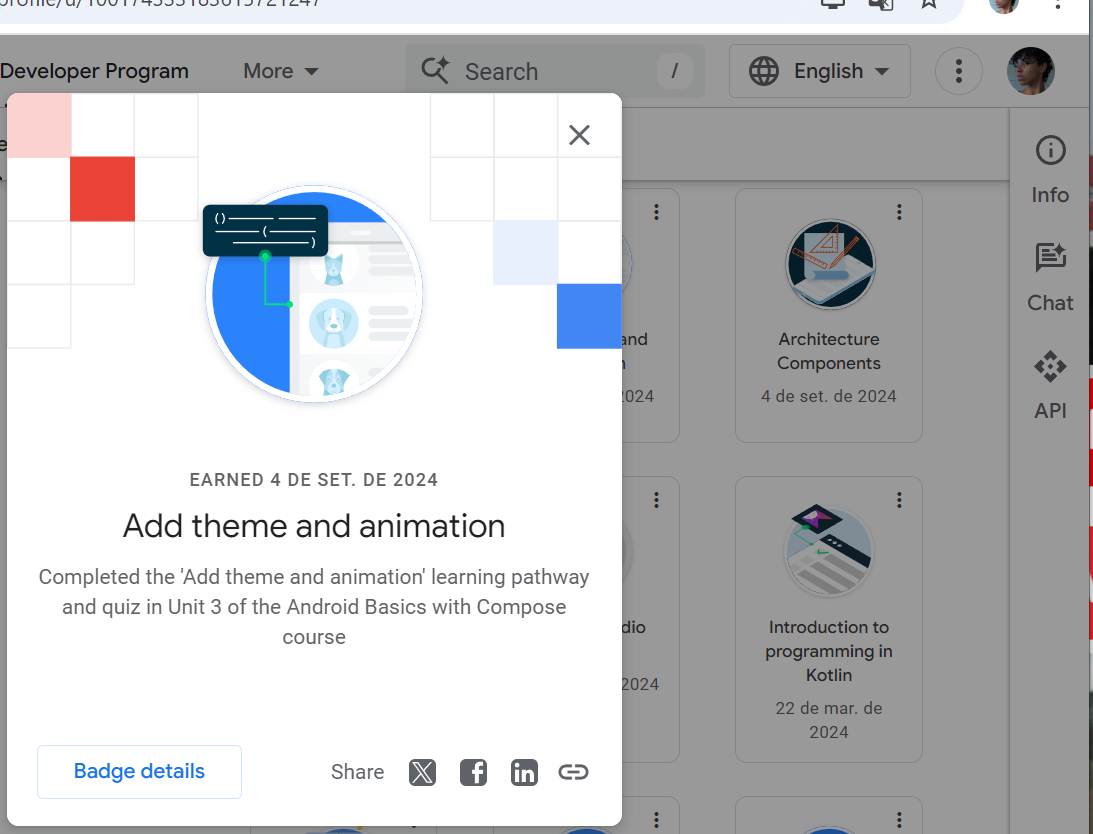 Developer Program
More
Search
/
English
()
(
)
EARNED 4 DE SET. DE 2024
Add theme and animation
Completed the 'Add theme and animation' learning pathway
and quiz in Unit 3 of the Android Basics with Compose
course
Badge details
Share
and
2024
Architecture
Components
4 de set. de 2024
dio
2024
Introduction to
programming in
Kotlin
22 de mar. de
2024
Info
Chat
API